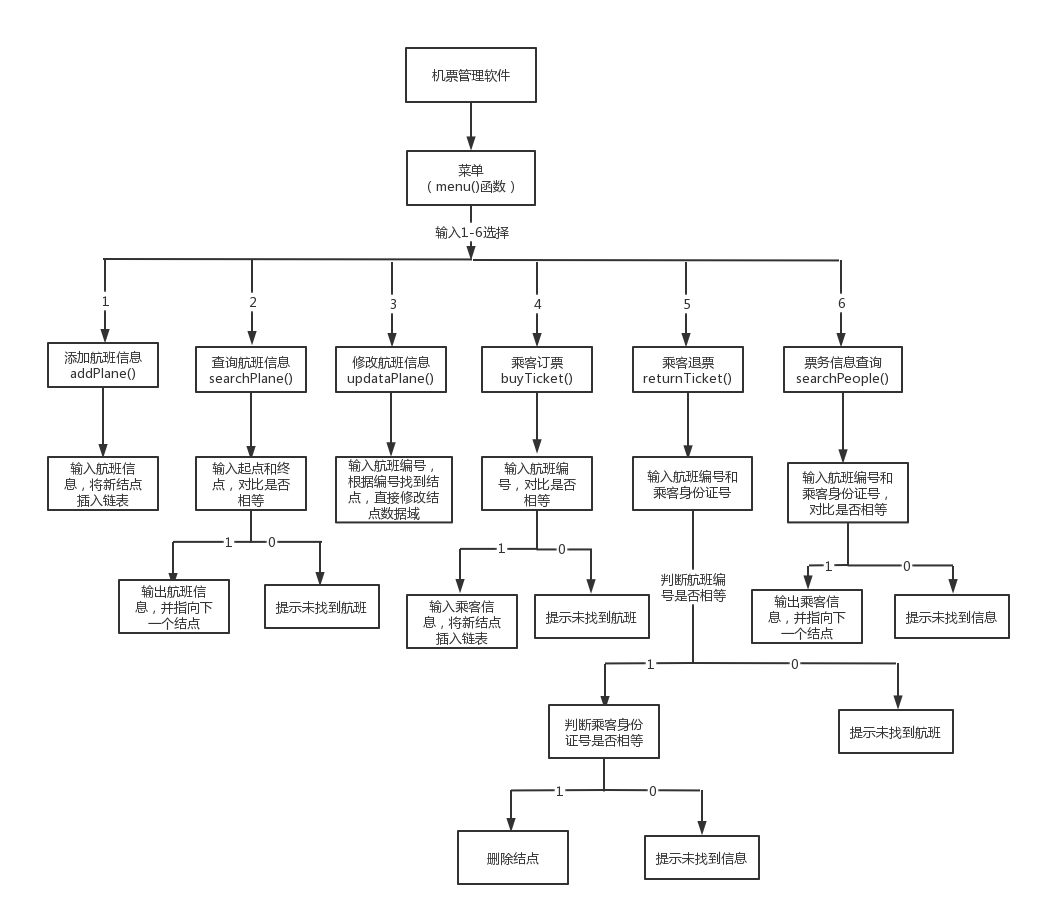 机票管理软件
菜单
（menu()函数）
输入1-6选择
1
2
3
4
5
6
添加航班信息
addPlane()
查询航班信息
searchPlane()
修改航班信息
updataPlane()
乘客订票
buyTicket()
乘客退票
returnTicket()
票务信息查询
searchPeople()
输入航班信
息，将新结点
插入链表
输入起点和终
点，对比是否
相等
输入航班编号，
根据编号找到结
点，直接修改结
点数据域
输入航班编
号，对比是否
相等
输入航班编号和
乘客身份证号
输入航班编号和
乘客身份证号，
对比是否相等
1
0
1
0
判断航班编
号是否相等
1
0
输出航班信
息，并指向下
一个结点
提示未找到航班
输入乘客信
息，将新结点
插入链表
提示未找到航班
输出乘客信
息，并指向下
一个结点
提示未找到信息
1
0
判断乘客身份
证号是否相等
提示未找到航班
1
0
删除结点
提示未找到信息